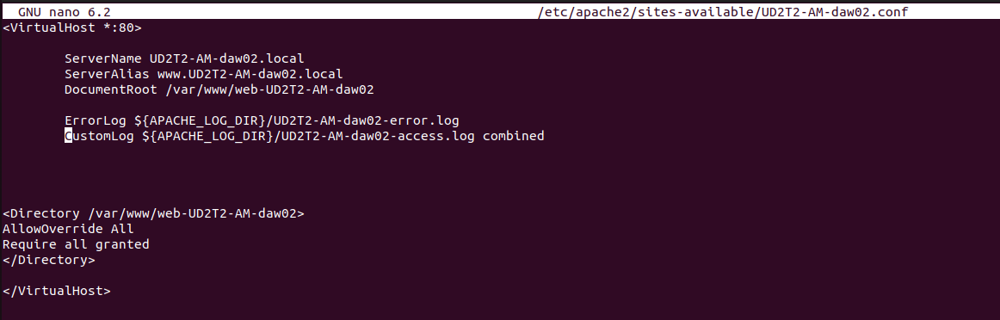 GNU nano 6.2 /etc/apache2/sites-available/UD2T2-AM-daw02.conf
<VirtualHost *:80>
ServerName UD2T2-AM-daw02.local
ServerAlias www.UD2T2-AM-daw02.local
DocumentRoot /var/www/web-UD2T2-AM-daw02
ErrorLog ${APACHE_LOG_DIR}/UD2T2-AM-daw02-error.log
CustomLog ${APACHE_LOG_DIR}/UD2T2-AM-daw02-access.log combined
<Directory /var/www/web-UD2T2-AM-daw02>
AllowOverride All
Require all granted
</Directory>
</VirtualHost>